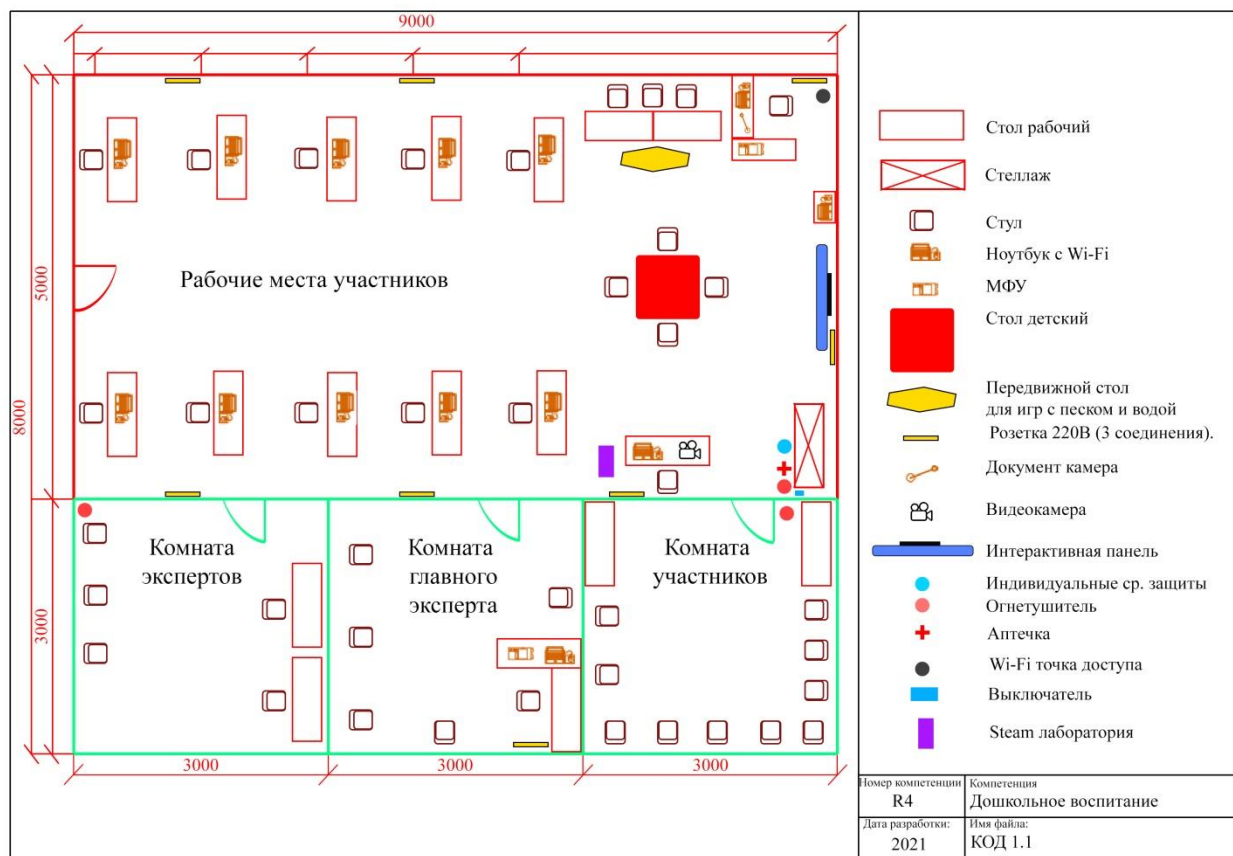 9000
8000
5000
3000
Рабочие места участников
Комната
экспертов
Комната
главного
эксперта
Комната
участников
3000
3000
3000
Стол рабочий
Стеллаж
Стул
Ноутбук с Wi-Fi
МФУ
Стол детский
Передвижной стол
для игр с песком и водой
Розетка 220В (3 соединения).
Документ камера
Видеокамера
Интерактивная панель
Индивидуальные ср. защиты
Огнетушитель
Аптечка
Wi-Fi точка доступа
Выключатель
Steam лаборатория
Номер компетенции
R4
Компетенция
Дошкольное воспитание
Дата разработки:
2021
Имя файла:
КОД 1.1